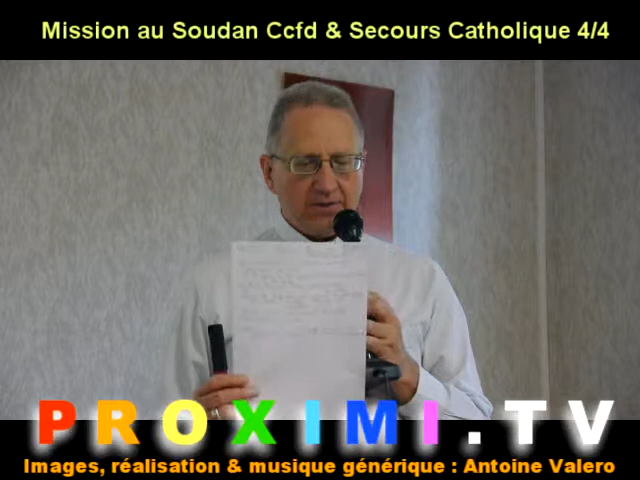 Mission au Soudan Ccfd & Secours Catholique 4/4
PROXIMI.TV
Images, réalisation & musique générique : Antoine Valero